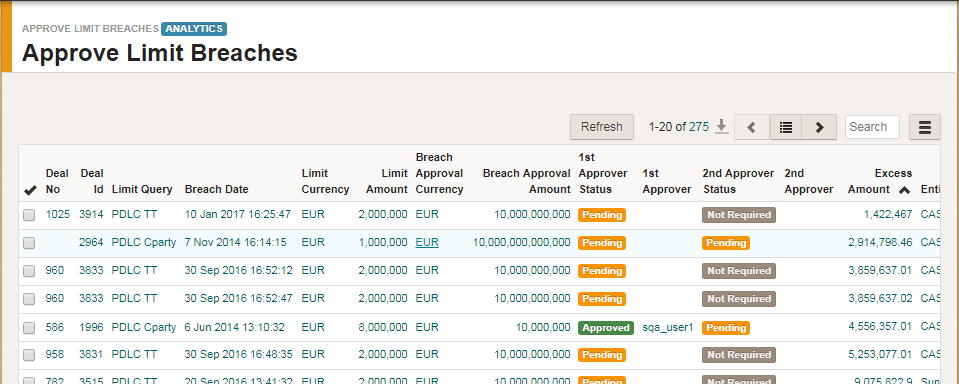 APPROVE LIMIT BREACHES ANALYTICS
Approve Limit Breaches
Refresh 1-20 of 275 Search
Deal No Deal Id Limit Query Breach Date Limit Currency Limit Amount Breach Approval Currency Breach Approval Amount 1st Approver Status 1st Approver 2nd Approver Status 2nd Approver Excess Amount Enti
1025 3914 PDLC TT 10 Jan 2017 16:25:47 EUR 2,000,000 EUR 10,000,000,000 Pending Not Required 1,422,467 CAS
2964 PDLC Cparty 7 Nov 2014 16:14:15 EUR 1,000,000 EUR 10,000,000,000,000 Pending Pending 2,914,798.46 CAS
960 3833 PDLC TT 30 Sep 2016 16:52:12 EUR 2,000,000 EUR 10,000,000,000 Pending Not Required 3,859,637.01 CAS
960 3833 PDLC TT 30 Sep 2016 16:52:47 EUR 2,000,000 EUR 10,000,000,000 Pending Not Required 3,859,637.02 CAS
586 1996 PDLC Cparty 6 Jun 2014 13:10:32 EUR 8,000,000 EUR 10,000,000 Approved sqa_user1 Pending 4,556,357.01 CAS
958 3831 PDLC TT 30 Sep 2016 16:48:35 EUR 2,000,000 EUR 10,000,000,000 Pending Not Required 5,253,077.01 CAS
782 3515 PDLC TT 20 Sep 2016 13:41:32 EUR 2,000,000 EUR 10,000,000,000 Pending Not Required 9,075,822.9 Sun